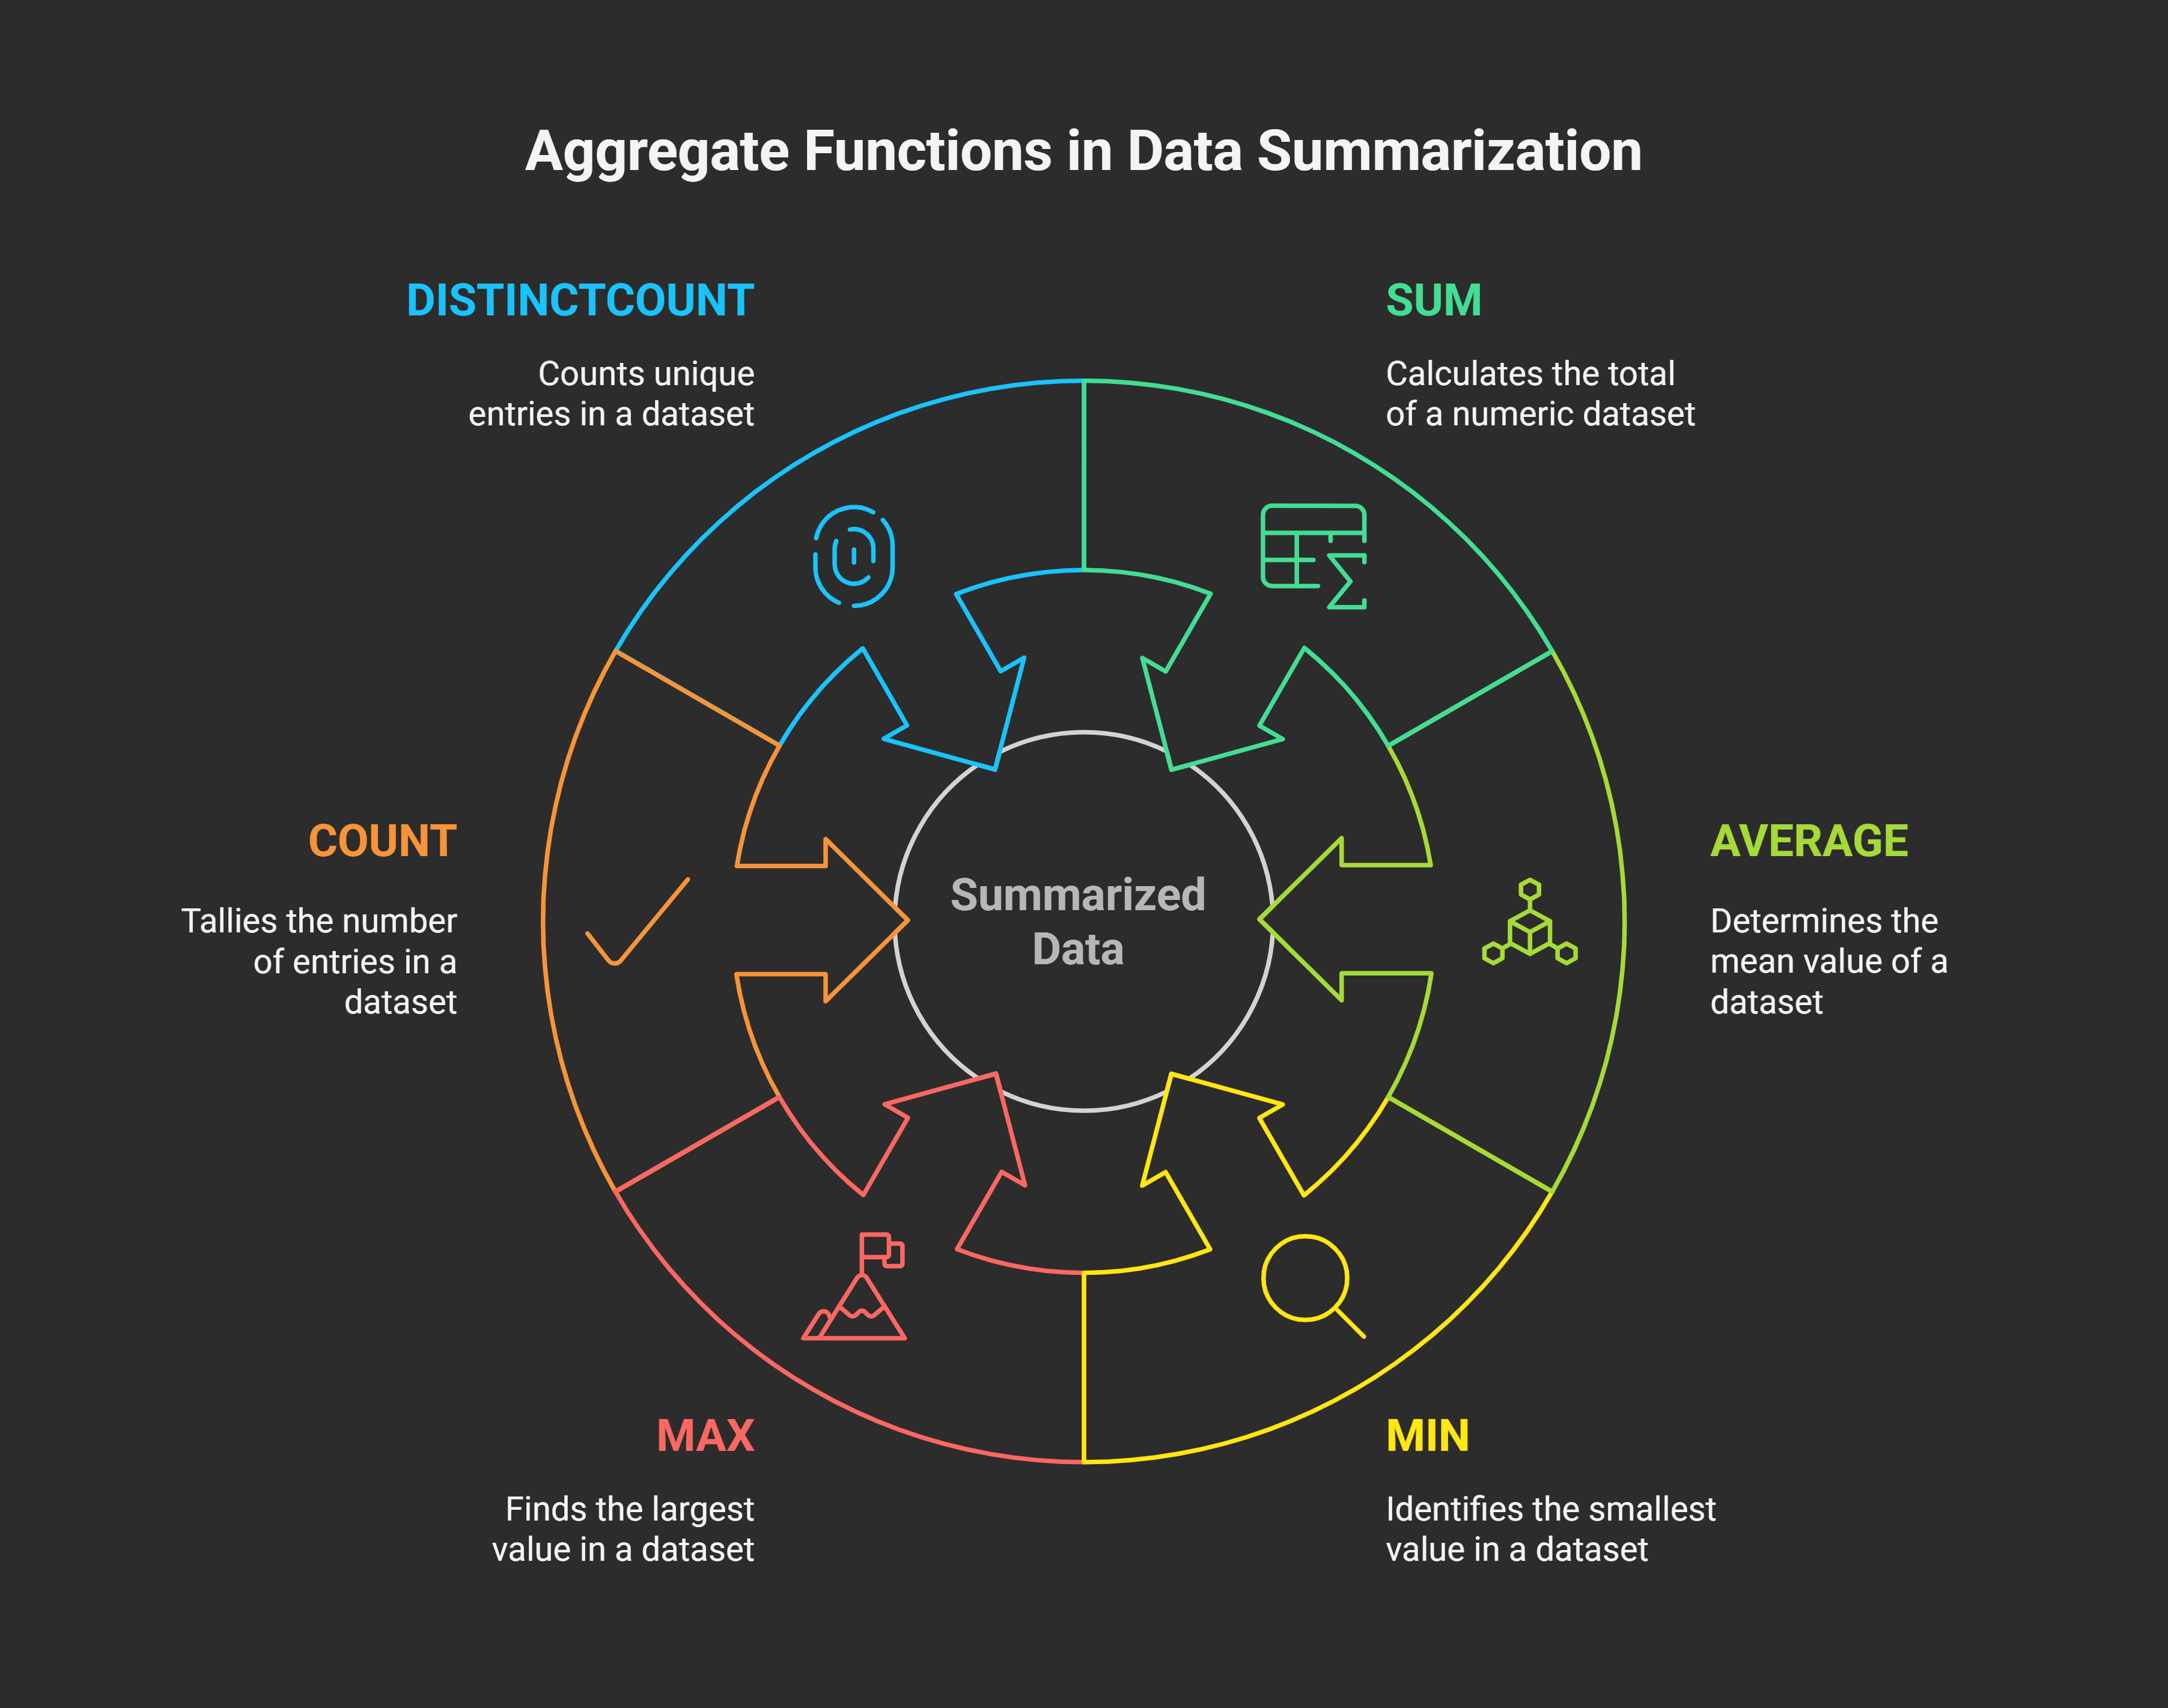 Aggregate Functions in Data Summarization
DISTINCTCOUNT
Counts unique
entries in a dataset
SUM
Calculates the total
of a numeric dataset
COUNT
Tallies the number
of entries in a
dataset
Summarized
Data
AVERAGE
Determines the
mean value of a
dataset
MAX
Finds the largest
value in a dataset
MIN
Identifies the smallest
value in a dataset